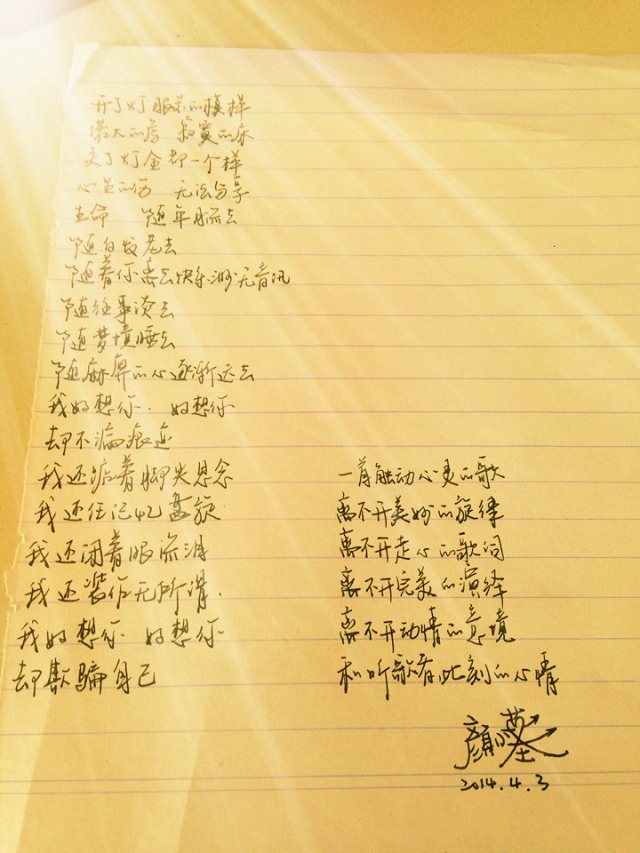 开了灯 眼前的模样
偌大的房 寂寞的床
关了灯 全都一个样
心里的伤 无法分享
生命 随年月流去
随白发老去
随着你离去快乐渺无音讯
随往事淡去
随梦境睡去
随麻痹的心逐渐远去
我好想你. 好想你
却不露痕迹
我还踮着脚尖思念
我还任记忆盘旋
我还闭着眼流泪
我还装作无所谓.
我好想你. 好想你
却欺骗自己
一首触动心灵的歌
离不开美妙的旋律
离不开走心的歌词
离不开完美的演绎
离不开动情的意境
和听歌者此刻的心情
顏
2014.4.3